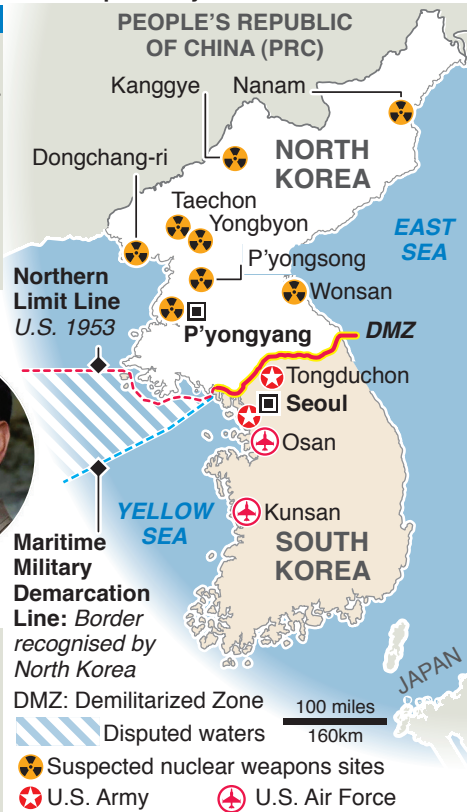 PEOPLE'S REPUBLIC
OF CHINA (PRC)
Kanggye
Nanam
NORTH
KOREA
Dongchang-ri
Taechon
Yongbyon
EAST
SEA
P'yongsong
Northern
Limit Line
U.S. 1953
Wonsan
P'yongyang
DMZ
Tongduchon
Seoul
Osan
YELLOW
SEA
Kunsan
SOUTH
KOREA
Maritime
Military
Demarcation
Line: Border
recognised by
North Korea
JAPAN
DMZ: Demilitarized Zone
100 miles
160km
Disputed waters
Suspected nuclear weapons sites
U.S. Army
U.S. Air Force